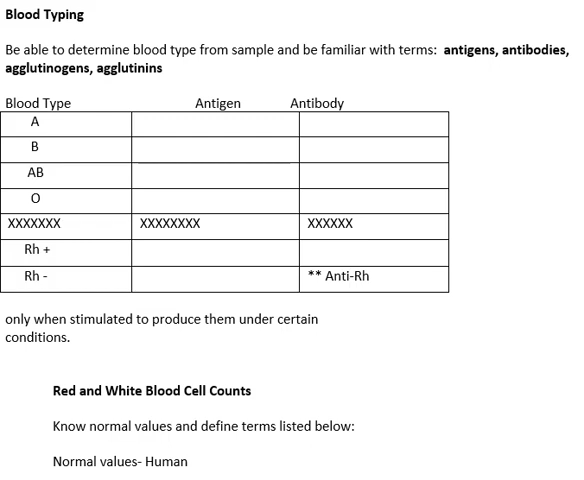 Blood Typing
Be able to determine blood type from sample and be familiar with terms: antigens, antibodies,
agglutinogens, agglutinins
Blood Type Antigen Antibody
A
B
AB
O
XXXXXXX XXXXXXXX XXXXXX
Rh +
Rh - ** Anti-Rh
only when stimulated to produce them under certain
conditions.
Red and White Blood Cell Counts
Know normal values and define terms listed below:
Normal values- Human